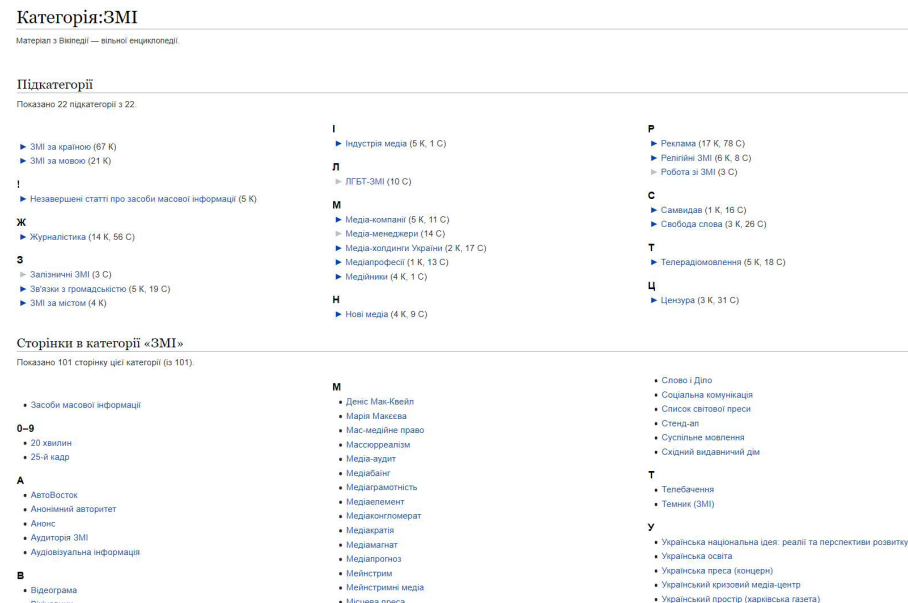 Категорія:ЗМІ
Матеріал з Вікіпедії — вільної енциклопедії.
Підкатегорії
Показано 22 підкатегорії з 22.
► ЗМІ за країною (67 К)
► ЗМІ за мовою (21 К)
!
► Незавершені статті про засоби масової інформації (5 К)
Ж
► Журналістика (14 К, 56 С)
З
► Залізничні ЗМІ (3 С)
► Зв'язки з громадськістю (5 К, 19 С)
► ЗМІ за містом (4 К)
І
► Індустрія медіа (5 К, 1 С)
Л
► ЛГБТ-ЗМІ (10 С)
М
► Медіа-компанії (5 К, 11 С)
► Медіа-менеджери (14 С)
► Медіа-холдинги України (2 К, 17 С)
► Медіапрофесії (1 К, 13 С)
► Медійники (4 К, 1 С)
Н
► Нові медіа (4 К, 9 С)
Р
► Реклама (17 К, 78 С)
► Релігійні ЗМІ (6 К, 8 С)
► Робота зі ЗМІ (3 С)
С
► Самвидав (1 К, 16 С)
► Свобода слова (3 К, 26 С)
Т
► Телерадіомовлення (5 К, 18 С)
Ц
► Цензура (3 К, 31 С)
Сторінки в категорії «ЗМІ»
Показано 101 сторінку цієї категорії (із 101).
• Засоби масової інформації
0–9
• 20 хвилин
• 25-й кадр
А
• АвтоВосток
• Анонімний авторитет
• Анонс
• Аудиторія ЗМІ
• Аудіовізуальна інформація
В
• Відеограма
М
• Деніс Мак-Квейл
• Марія Макєєва
• Мас-медійне право
• Массюрреалізм
• Медіа-аудит
• Медіабаїнг
• Медіаграмотність
• Медіаелемент
• Медіаконгломерат
• Медіакратія
• Медіамагнат
• Медіапрогноз
• Мейнстрим
• Мейнстримні медіа
• Місцева преса
• Слово і Діло
• Соціальна комунікація
• Список світової преси
• Стенд-ап
• Суспільне мовлення
• Східний видавничий дім
Т
• Телебачення
• Темник (ЗМІ)
У
• Українська національна ідея: реалії та перспективи розвитку
• Українська освіта
• Українська преса (концерн)
• Український кризовий медіа-центр
• Український простір (харківська газета)